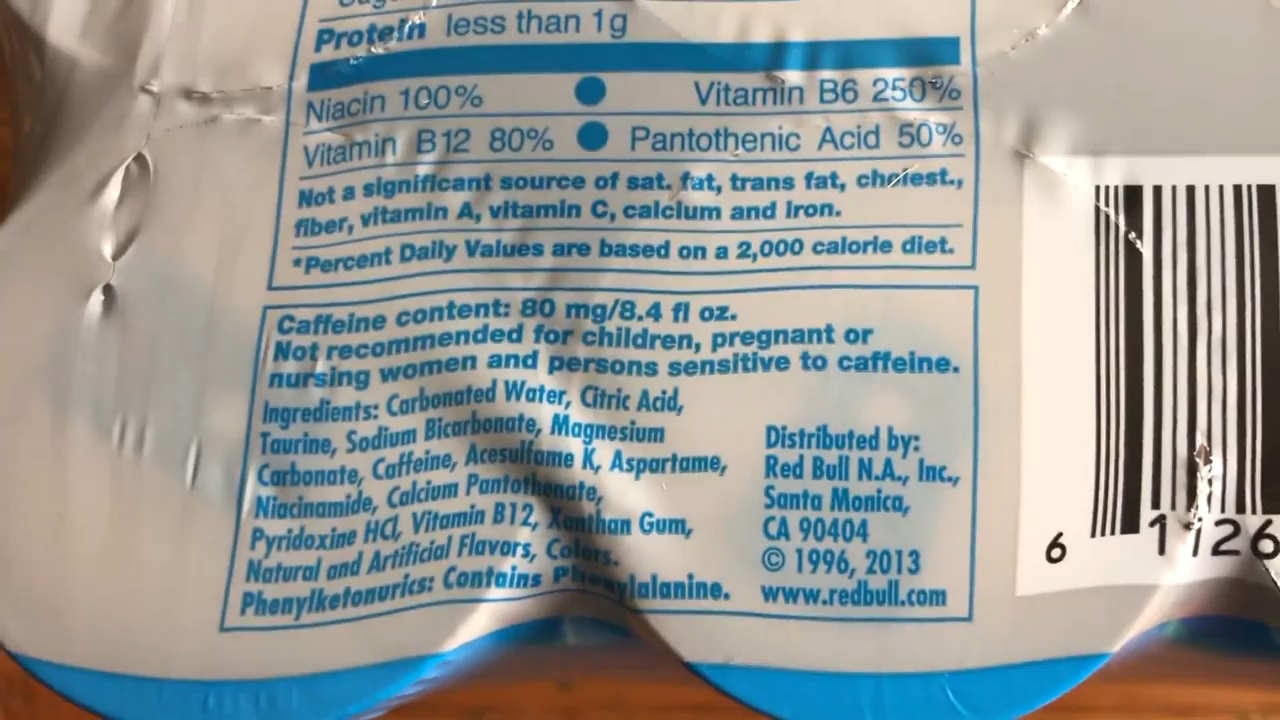 Protein less than 1g
Niacin 100% ● Vitamin B6 250%
Vitamin B12 80% ● Pantothenic Acid 50%
Not a significant source of sat. fat, trans fat, cholest.,
fiber, vitamin A, vitamin C, calcium and iron.
*Percent Daily Values are based on a 2,000 calorie diet.
Caffeine content: 80 mg/8.4 fl oz.
Not recommended for children, pregnant or
nursing women and persons sensitive to caffeine.
Ingredients: Carbonated Water, Citric Acid,
Taurine, Sodium Bicarbonate, Magnesium
Carbonate, Caffeine, Acesulfame K, Aspartame,
Niacinamide, Calcium Pantothenate,
Pyridoxine HCl, Vitamin B12, Xanthan Gum,
Natural and Artificial Flavors, Colors.
Phenylketonurics: Contains Phenylalanine.
Distributed by:
Red Bull N.A., Inc.,
Santa Monica,
CA 90404
© 1996, 2013
www.redbull.com
6 1126